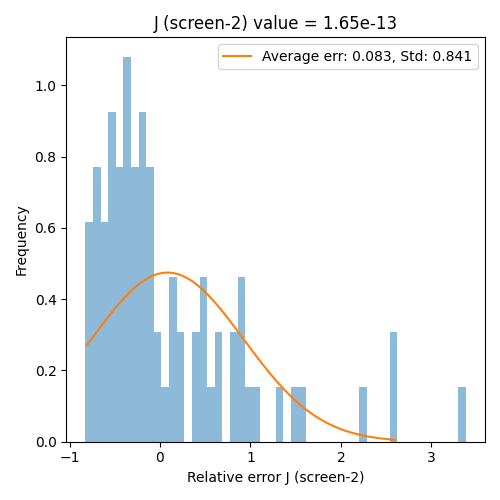 J (screen-2) value = 1.65e-13
Average err: 0.083, Std: 0.841
1.0
0.8
0.6
0.4
0.2
0.0
Frequency
−1 0 1 2 3
Relative error J (screen-2)